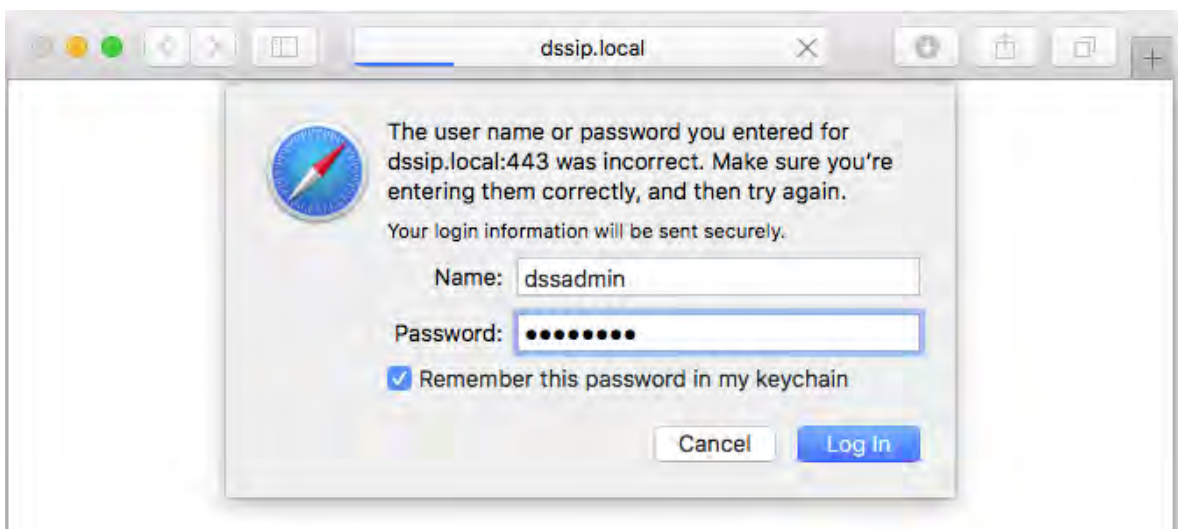 dssip.local
The user name or password you entered for
dssip.local:443 was incorrect. Make sure you're
entering them correctly, and then try again.
Your login information will be sent securely.
Name: dssadmin
Password: ••••••••
Remember this password in my keychain
Cancel Log In